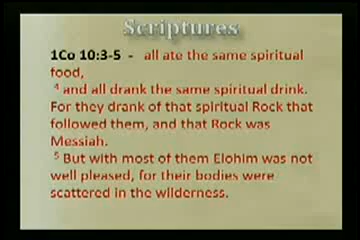 Scriptures
1Co 10:3-5 - all ate the same spiritual
food,
4 and all drank the same spiritual drink.
For they drank of that spiritual Rock that
followed them, and that Rock was
Messiah.
5 But with most of them Elohim was not
well pleased, for their bodies were
scattered in the wilderness.